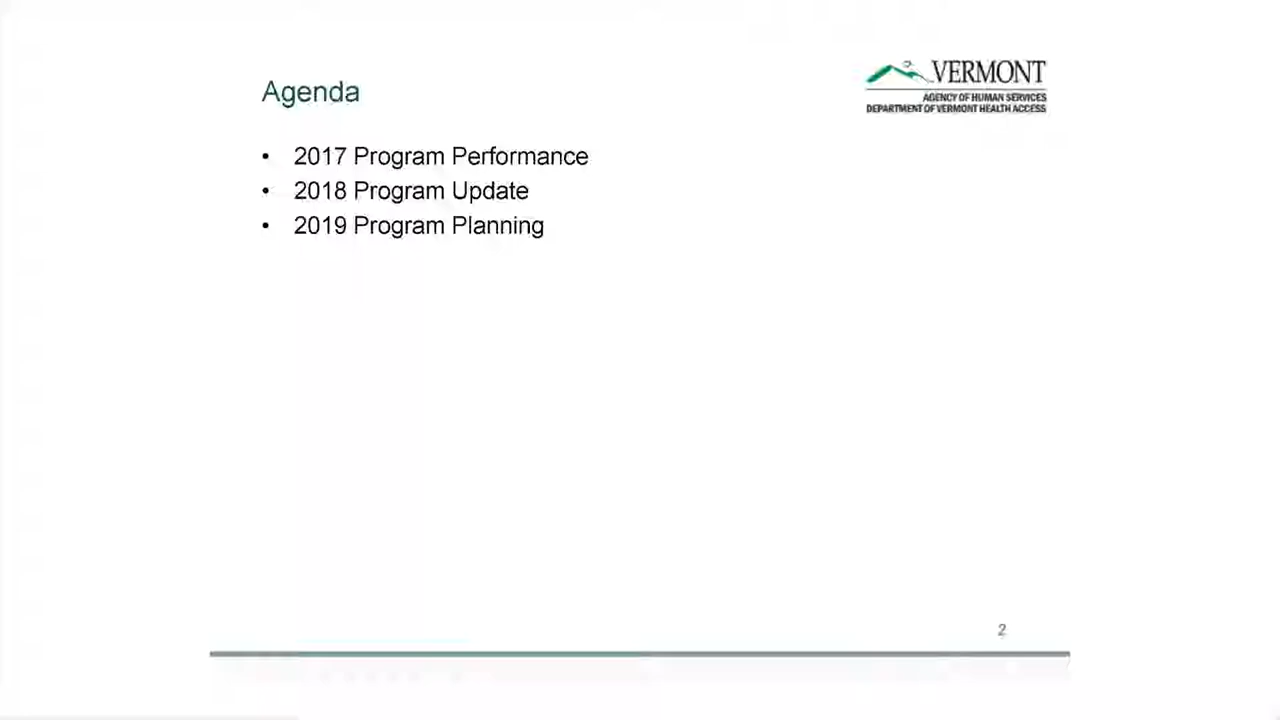 Agenda
VERMONT
AGENCY OF HUMAN SERVICES
DEPARTMENT OF VERMONT HEALTH ACCESS
• 2017 Program Performance
• 2018 Program Update
• 2019 Program Planning
2